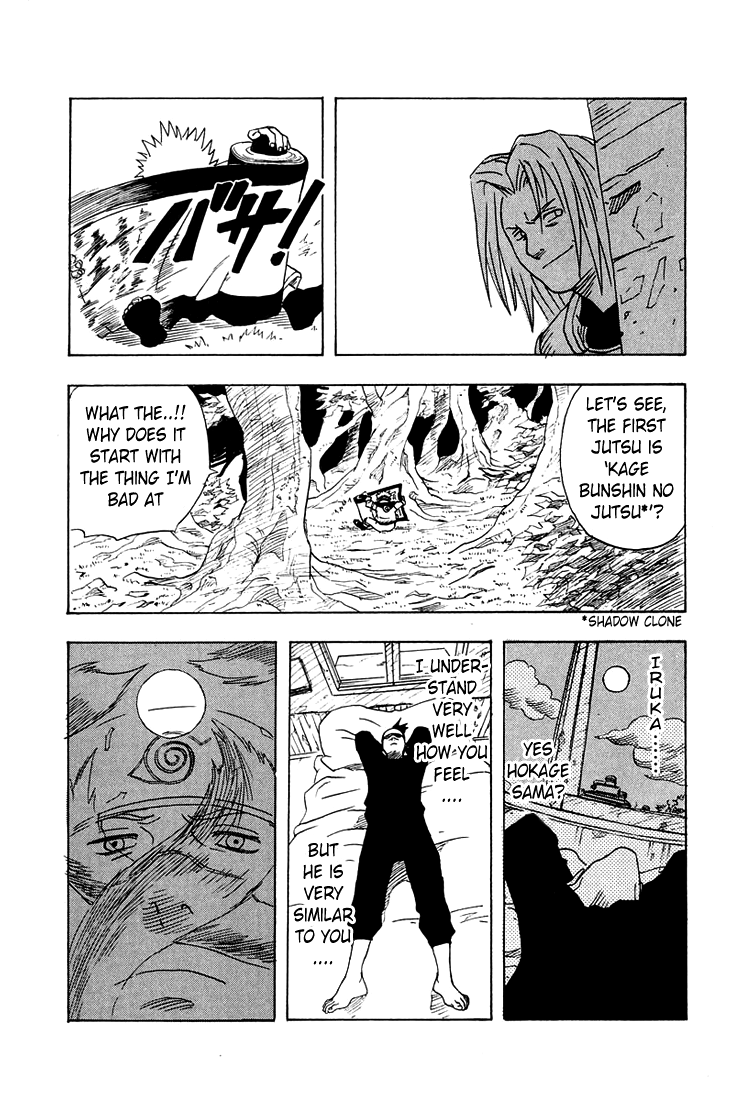 バサ!
LET'S SEE,
THE FIRST
JUTSU IS
'KAGE
BUNSHIN NO
JUTSU*'?
WHAT THE..!!
WHY DOES IT
START WITH
THE THING I'M
BAD AT
*SHADOW CLONE
IRUKA......
YES
HOKAGE
SAMA?
I UNDER-
STAND
VERY
WELL
HOW YOU
FEEL
....
BUT
HE IS
VERY
SIMILAR
TO YOU
....